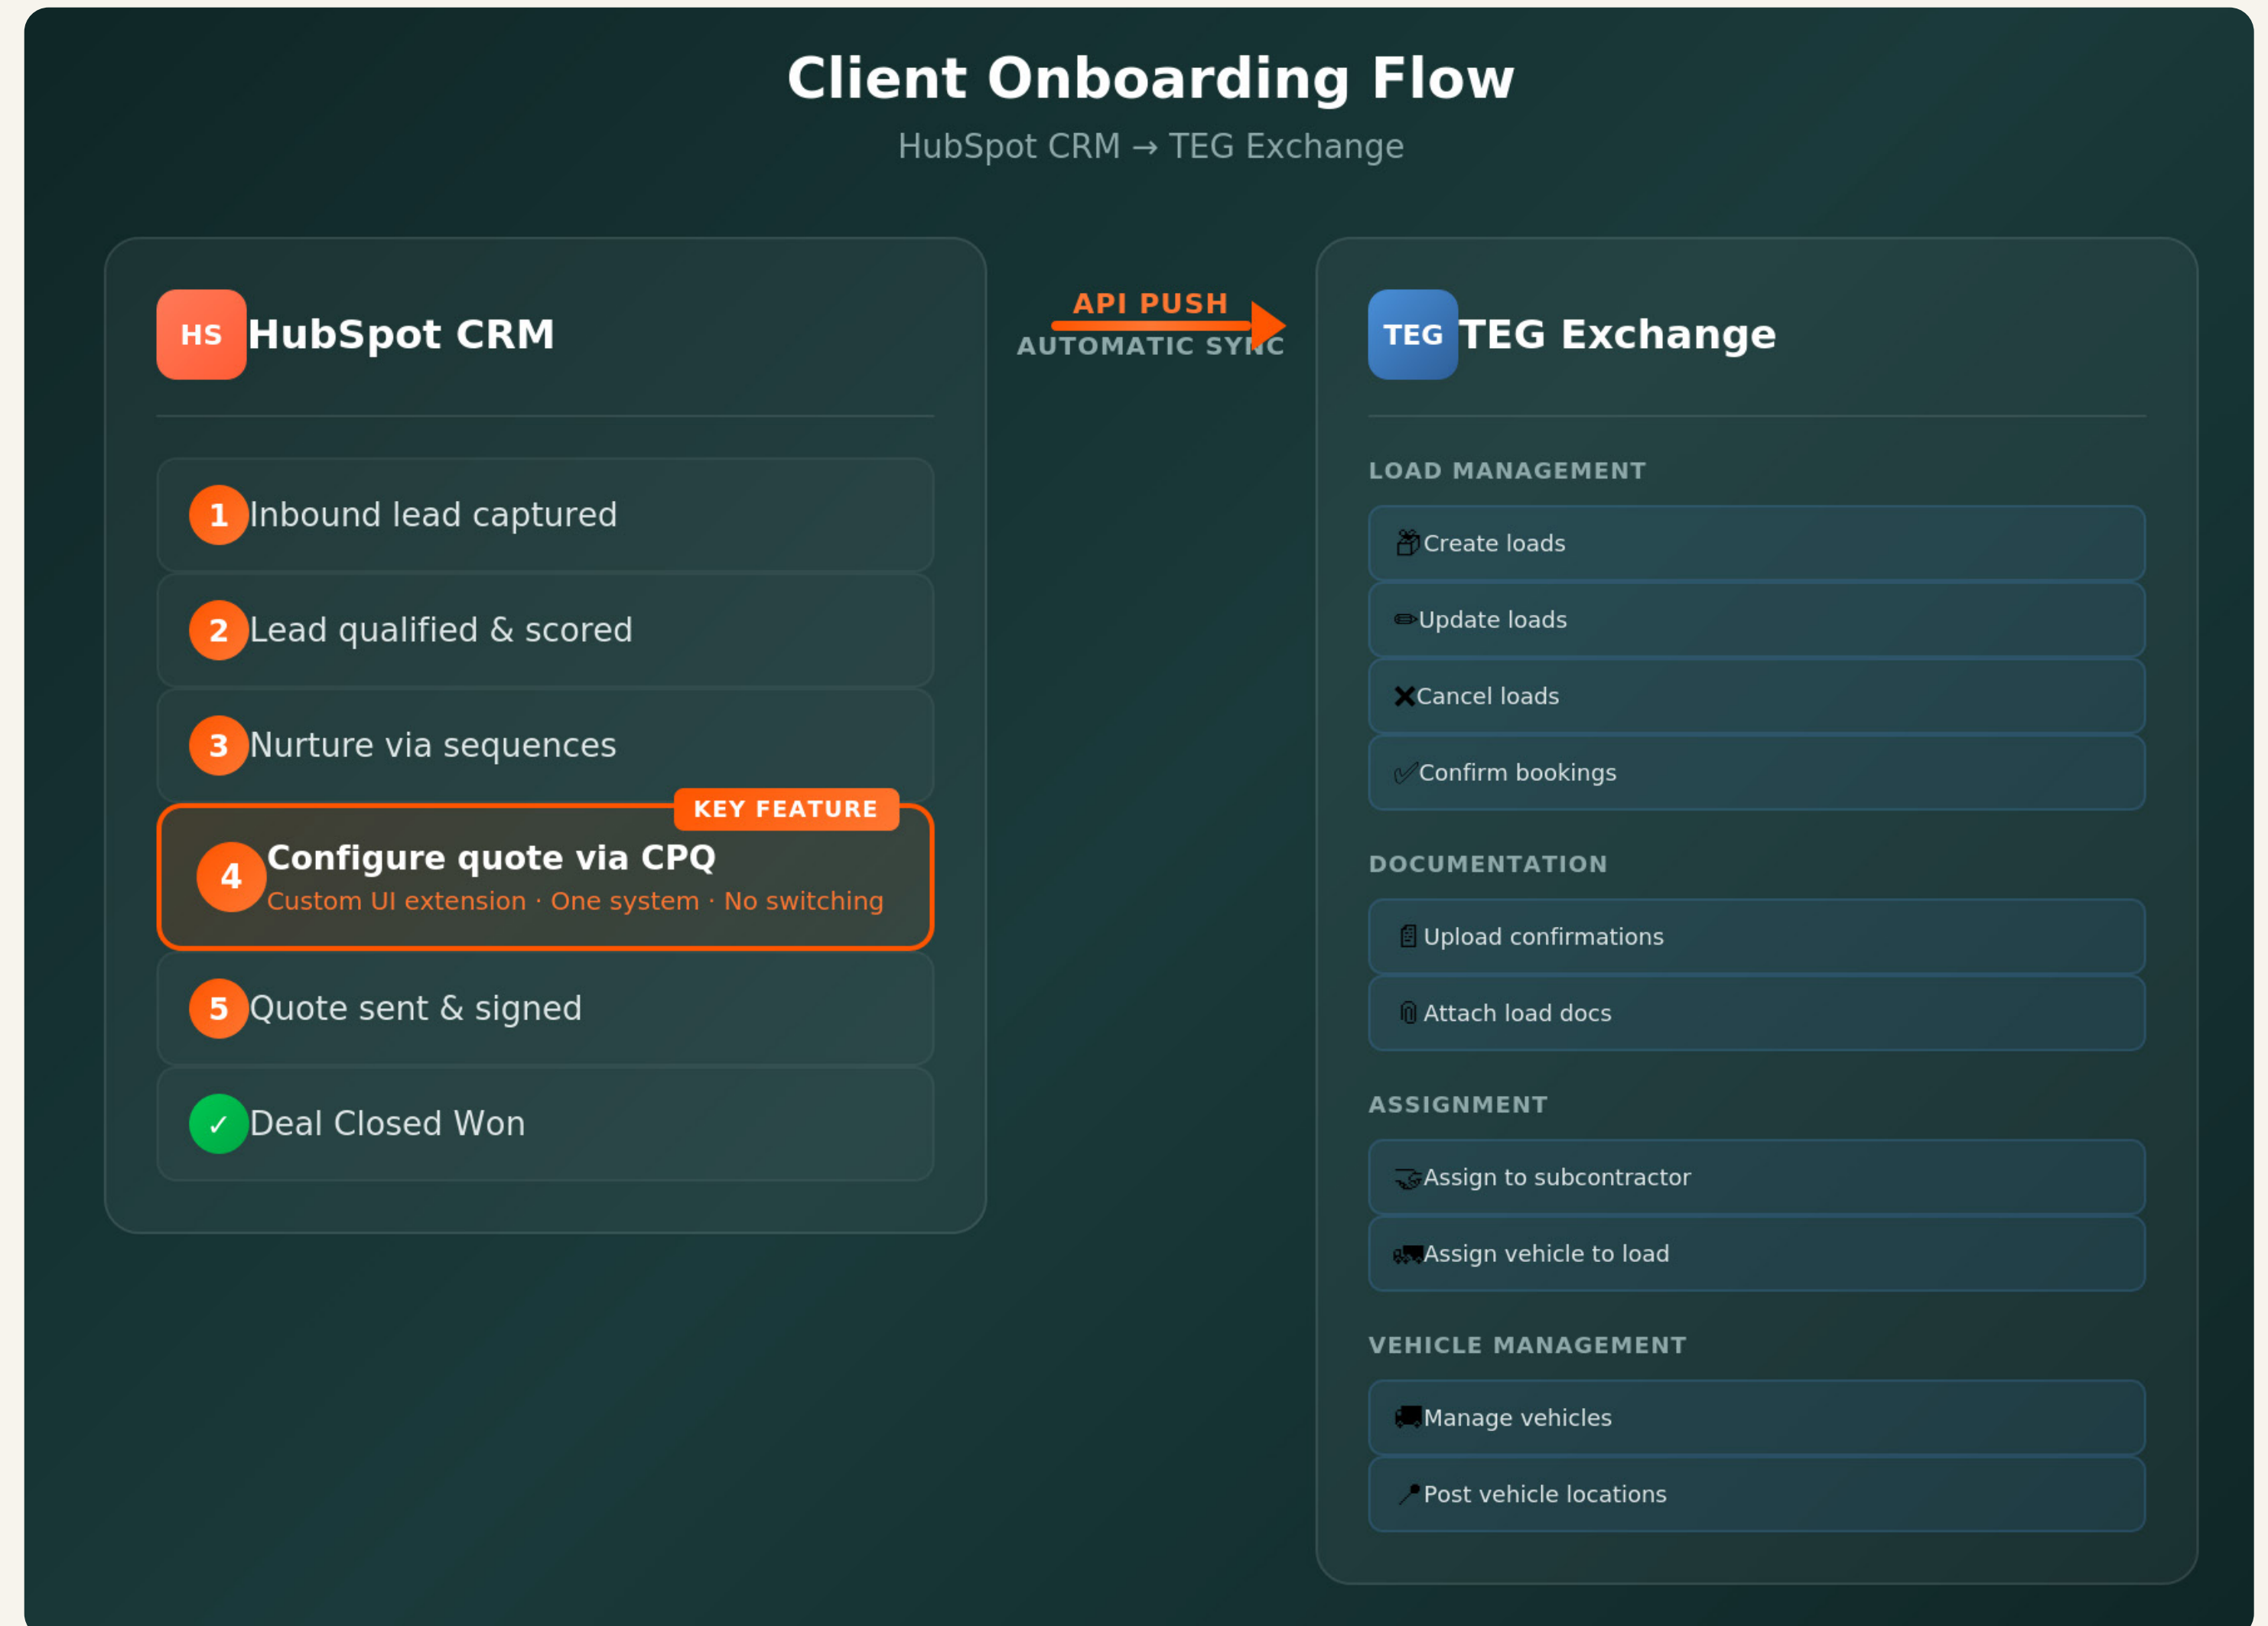 Client Onboarding Flow
HubSpot CRM → TEG Exchange
HS
HubSpot CRM
1
Inbound lead captured
2
Lead qualified & scored
3
Nurture via sequences
KEY FEATURE
4
Configure quote via CPQ
Custom UI extension · One system · No switching
5
Quote sent & signed
✓
Deal Closed Won
API PUSH
AUTOMATIC SYNC
TEG
TEG Exchange
LOAD MANAGEMENT
Create loads
Update loads
Cancel loads
Confirm bookings
DOCUMENTATION
Upload confirmations
Attach load docs
ASSIGNMENT
Assign to subcontractor
Assign vehicle to load
VEHICLE MANAGEMENT
Manage vehicles
Post vehicle locations